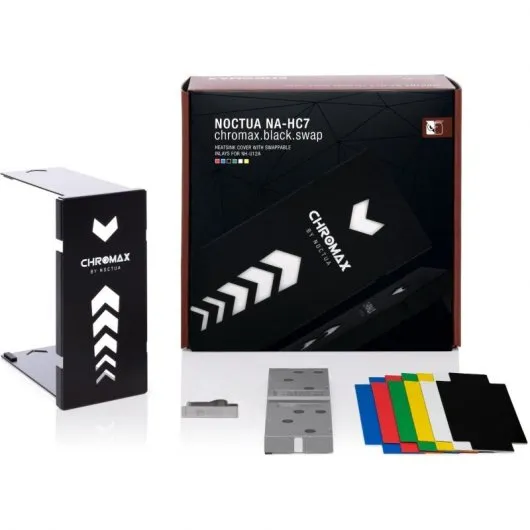 NOCTUA NA-HC7
chromax.black.swap
HEATSINK COVER WITH SWAPPABLE
INLAYS FOR NH-U12A
CHROMAX
BY NOCTUA
CHROMAX
BY NOCTUA